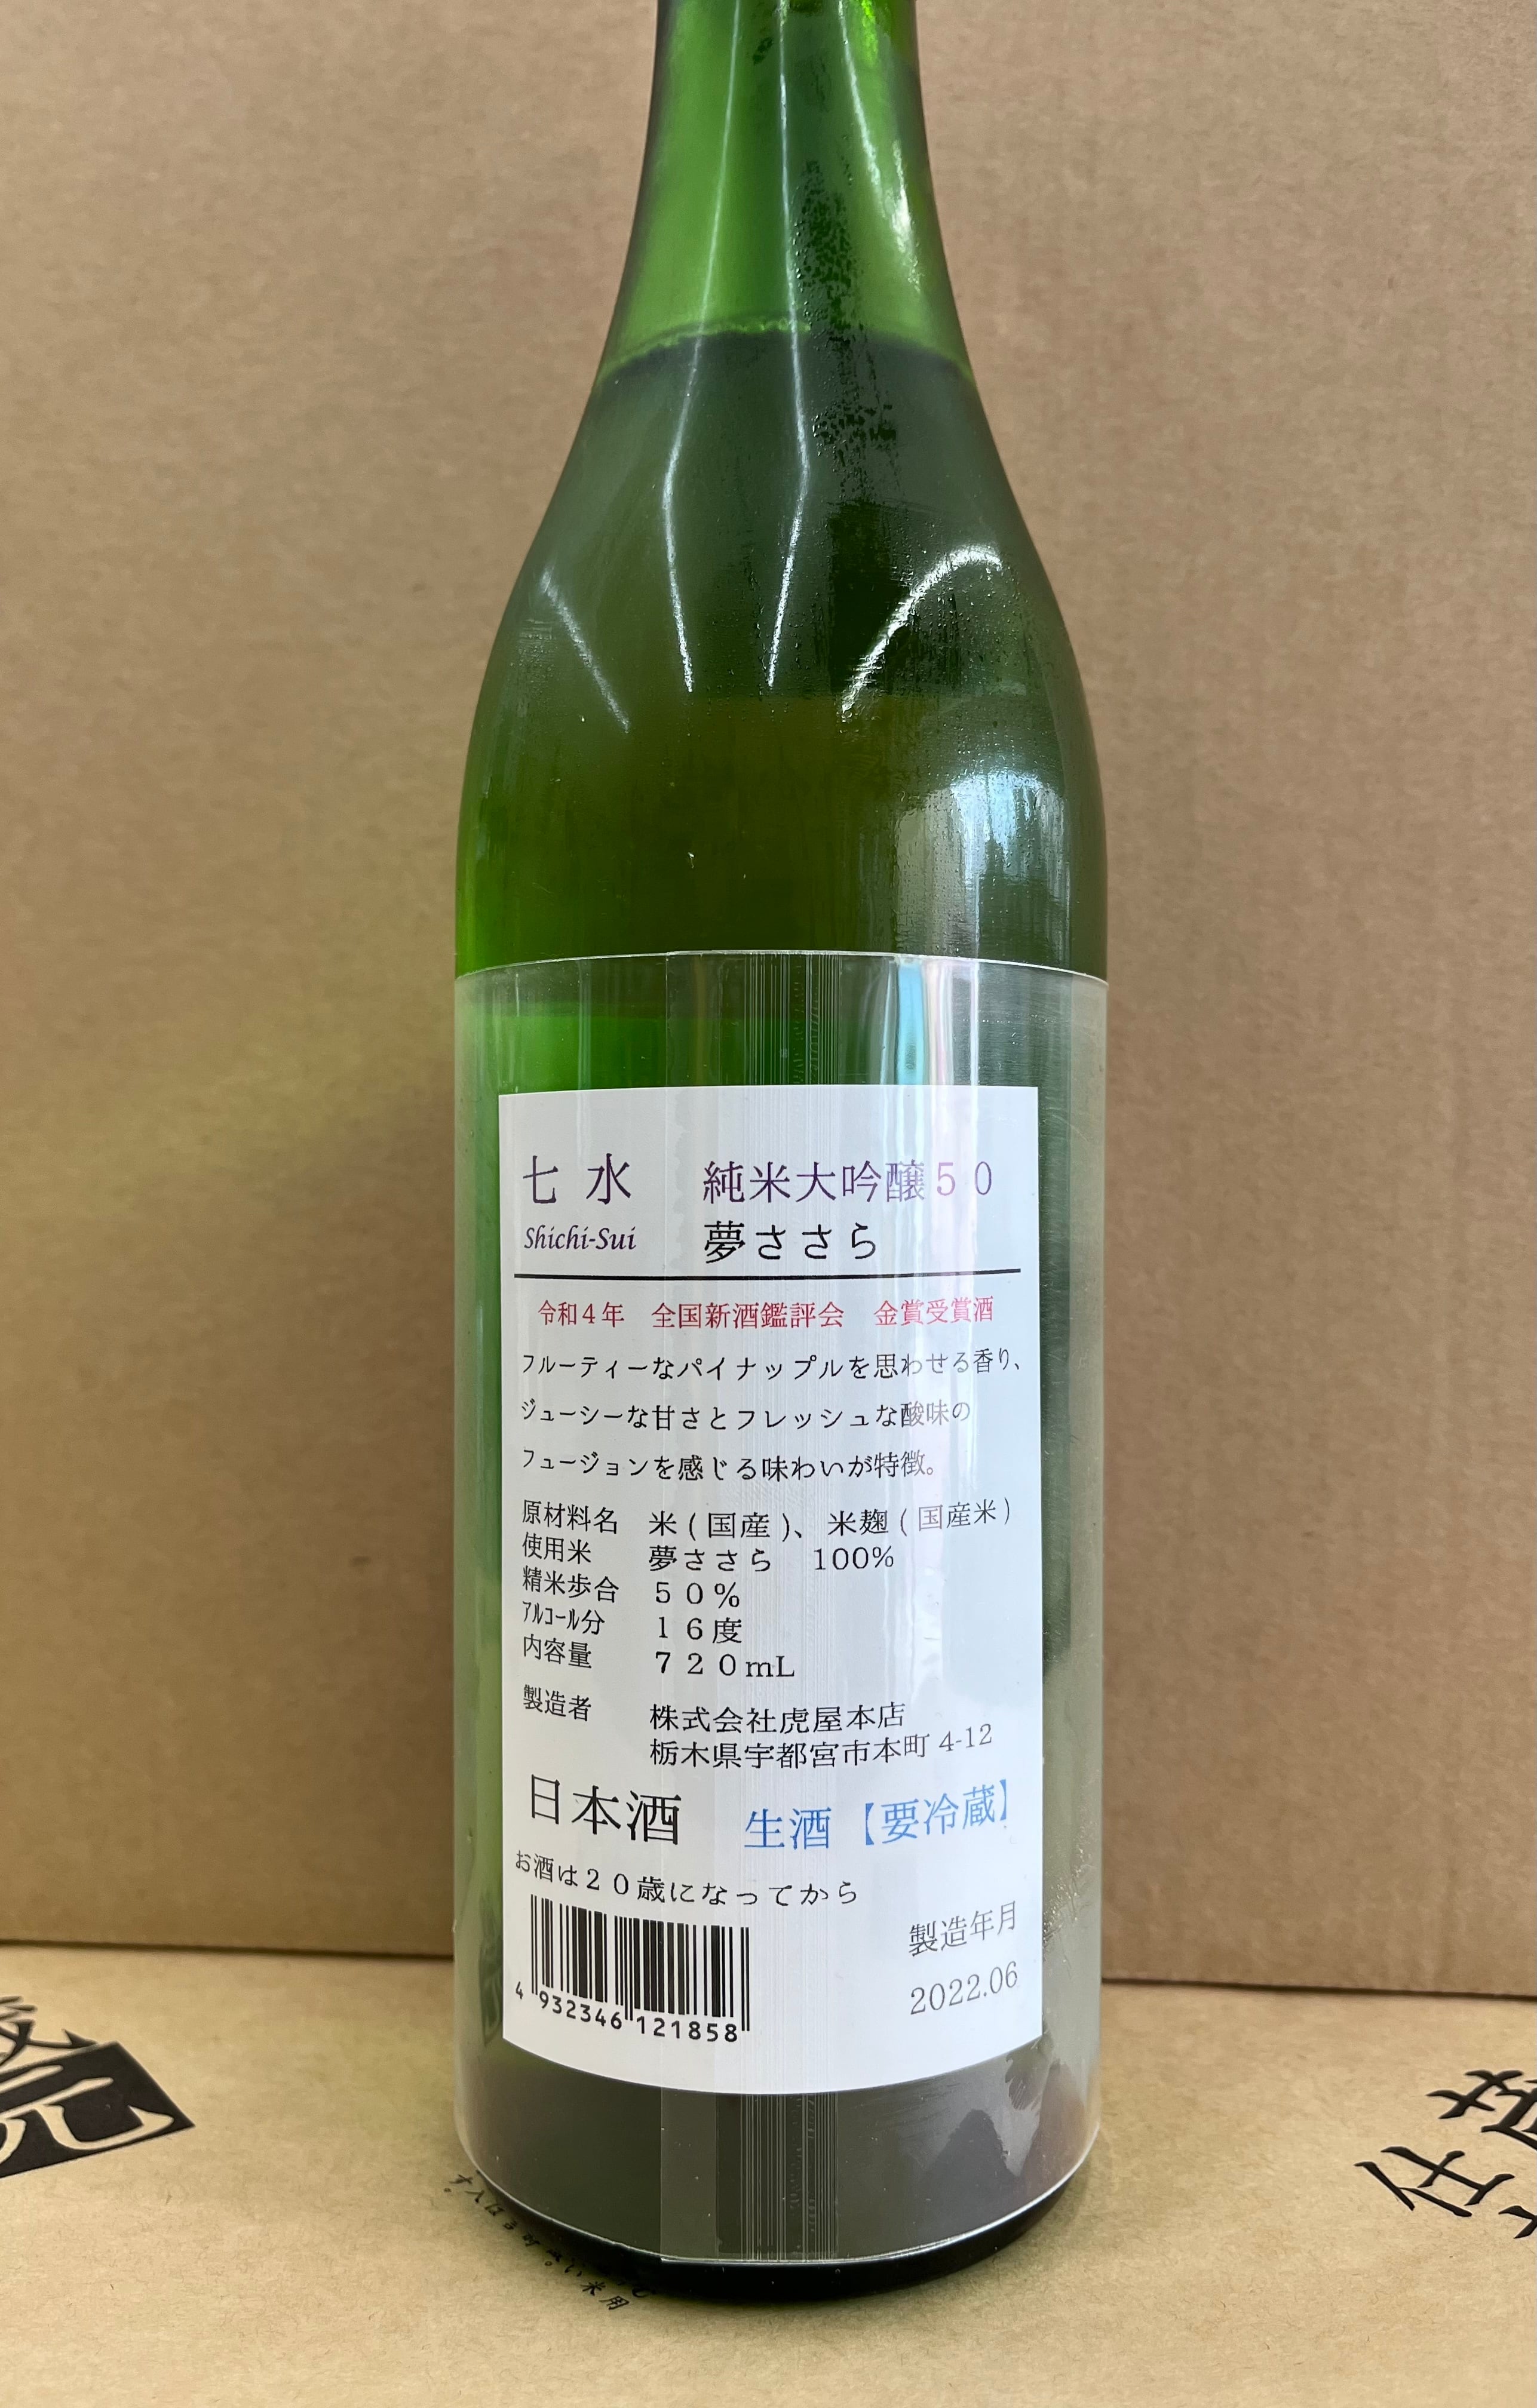 七水 純米大吟醸50
Shichi-Sui 夢ささら
令和4年 全国新酒鑑評会 金賞受賞酒
フルーティーなパイナップルを思わせる香り、
ジューシーな甘さとフレッシュな酸味の
フュージョンを感じる味わいが特徴。
原材料名 米(国産)、米麹(国産米)
使用米 夢ささら 100%
精米歩合 50%
アルコール分 16度
内容量 720mL
製造者 株式会社虎屋本店
栃木県宇都宮市本町 4-12
日本酒 生酒【要冷蔵】
お酒は20歳になってから
製造年月
2022.06
4 932346 121858
元